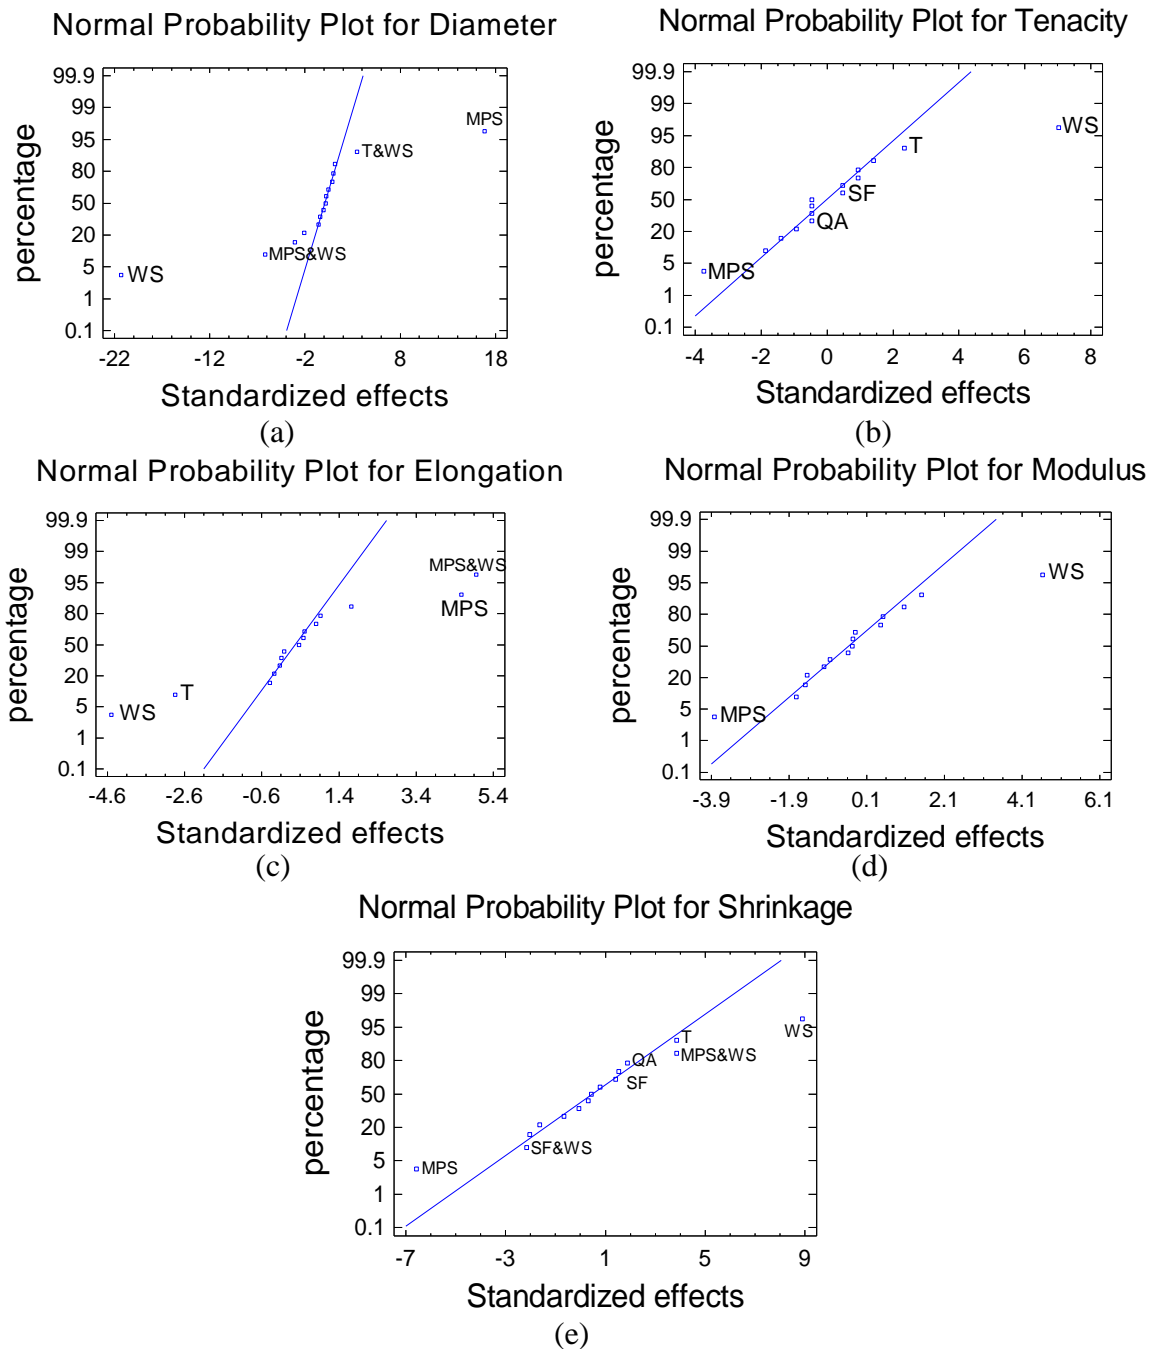 Normal Probability Plot for Diameter
percentage
99.9
99
95
80
50
20
5
1
0.1
MPS
T&WS
MPS&WS
WS
-22 -12 -2 8 18
Standardized effects
(a)
Normal Probability Plot for Tenacity
percentage
99.9
99
95
80
50
20
5
1
0.1
WS
T
SF
QA
MPS
-4 -2 0 2 4 6 8
Standardized effects
(b)
Normal Probability Plot for Elongation
percentage
99.9
99
95
80
50
20
5
1
0.1
MPS&WS
MPS
T
WS
-4.6 -2.6 -0.6 1.4 3.4 5.4
Standardized effects
(c)
Normal Probability Plot for Modulus
percentage
99.9
99
95
80
50
20
5
1
0.1
WS
MPS
-3.9 -1.9 0.1 2.1 4.1 6.1
Standardized effects
(d)
Normal Probability Plot for Shrinkage
percentage
99.9
99
95
80
50
20
5
1
0.1
WS
T
MPS&WS
QA
SF
SF&WS
MPS
-7 -3 1 5 9
Standardized effects
(e)